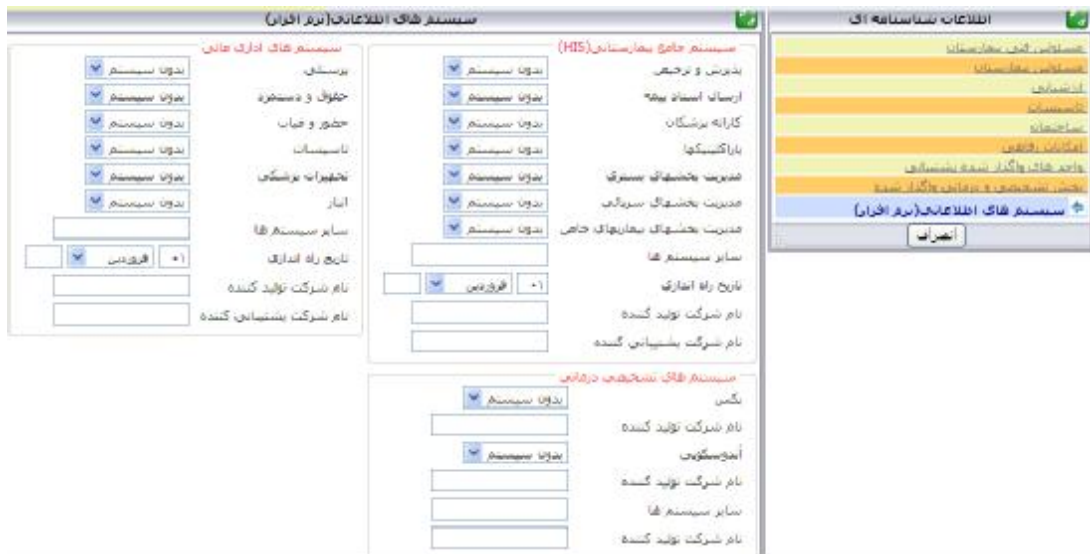 اطلاعات شناسنامه ای
مسئولین فنی بیمارستان
مسئولین بیمارستان
ارزشیابی
تاسیسات
ساختمان
امکانات رفاهی
واحد های واگذار شده پشتیبانی
بخش تشخیصی و درمانی واگذار شده
سیستم های اطلاعاتی(نرم افزار)
انصراف
سیستم های اطلاعاتی(نرم افزار)
سیستم جامع بیمارستانی(HIS)
پذیرش و ترخیص بدون سیستم
ارسال اسناد بیمه بدون سیستم
کارانه پزشکان بدون سیستم
پاراکلینیکها بدون سیستم
مدیریت بخشهای بستری بدون سیستم
مدیریت بخشهای سرپائی بدون سیستم
مدیریت بخشهای بیماریهای خاص بدون سیستم
سایر سیستم ها
تاریخ راه اندازی ۰۱ فروردین
نام شرکت تولید کننده
نام شرکت پشتیبانی کننده
سیستم های تشخیصی درمانی
پکس بدون سیستم
نام شرکت تولید کننده
آندوسکوپی بدون سیستم
نام شرکت تولید کننده
سایر سیستم ها
نام شرکت تولید کننده
سیستم های اداری مالی
پرسنلی بدون سیستم
حقوق و دستمزد بدون سیستم
حضور و غیاب بدون سیستم
تاسیسات بدون سیستم
تجهیزات پزشکی بدون سیستم
انبار بدون سیستم
سایر سیستم ها
تاریخ راه اندازی ۰۱ فروردین
نام شرکت تولید کننده
نام شرکت پشتیبانی کننده